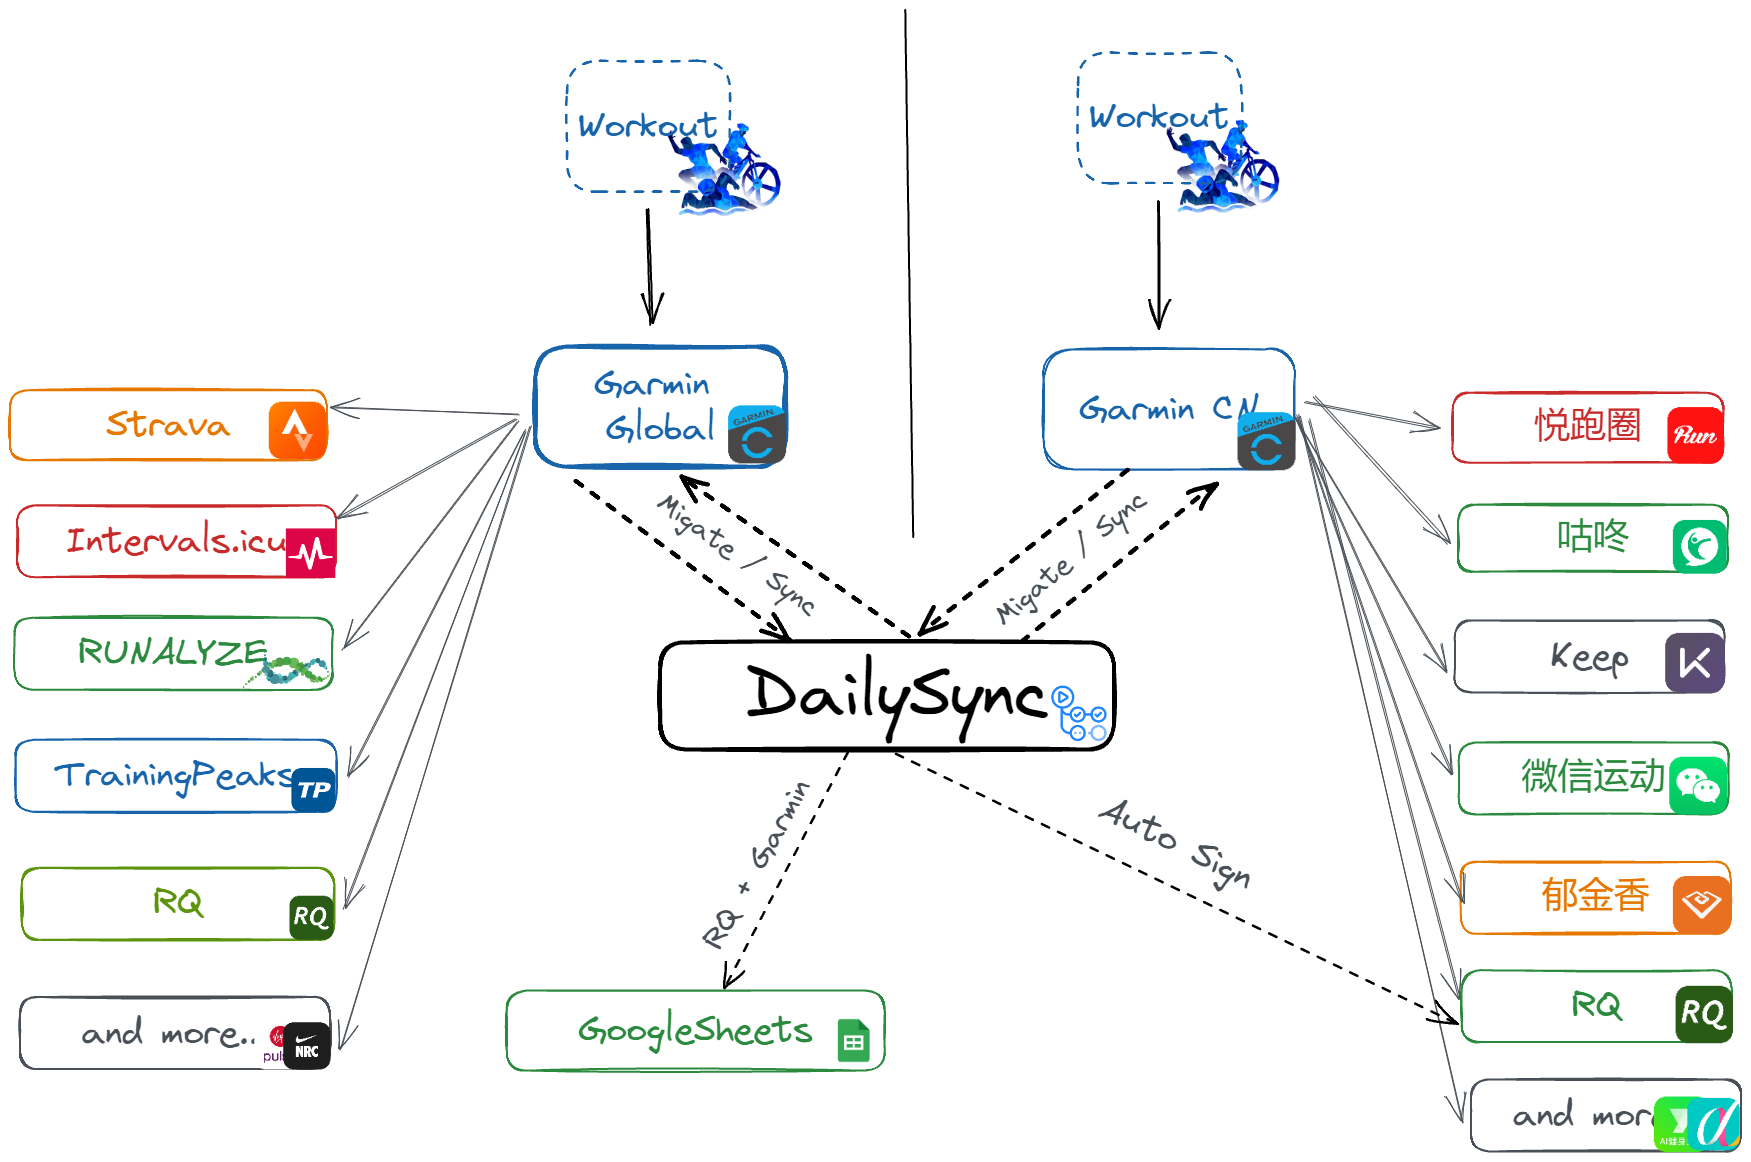 Workout
Workout
Garmin
Global
GARMIN
Garmin CN
GARMIN
Strava
Intervals.icu
RUNALYZE
TrainingPeaks
TP
RQ
RQ
and more..
NRC
悦跑圈
Run
咕咚
Keep
微信运动
郁金香
RQ
RQ
and more
Migate / Sync
Migate / Sync
DailySync
RQ + Garmin
Auto Sign
GoogleSheets